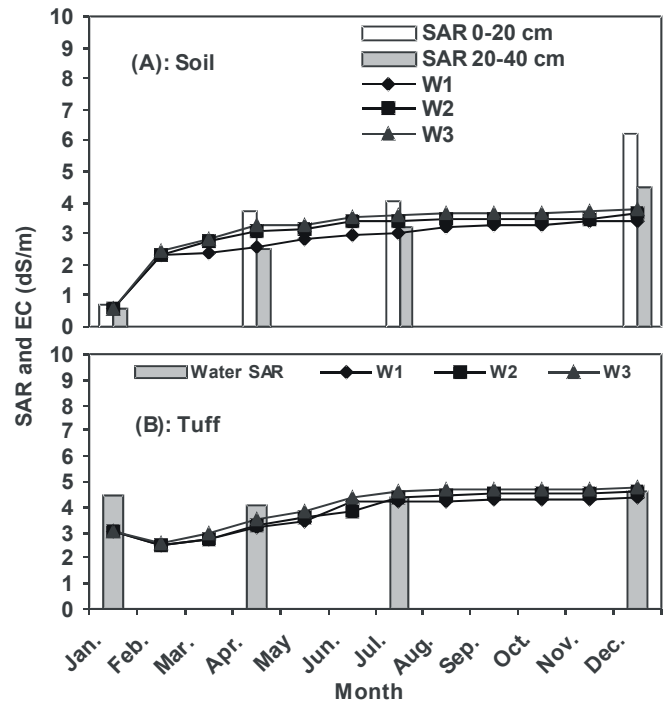 10
9
8
7
6
5
4
3
2
1
0
(A): Soil
SAR 0-20 cm
SAR 20-40 cm
W1
W2
W3
SAR and EC (dS/m)
10
9
8
7
6
5
4
3
2
1
0
Water SAR W1 W2 W3
(B): Tuff
Jan. Feb. Mar. Apr. May Jun. Jul. Aug. Sep. Oct. Nov. Dec.
Month